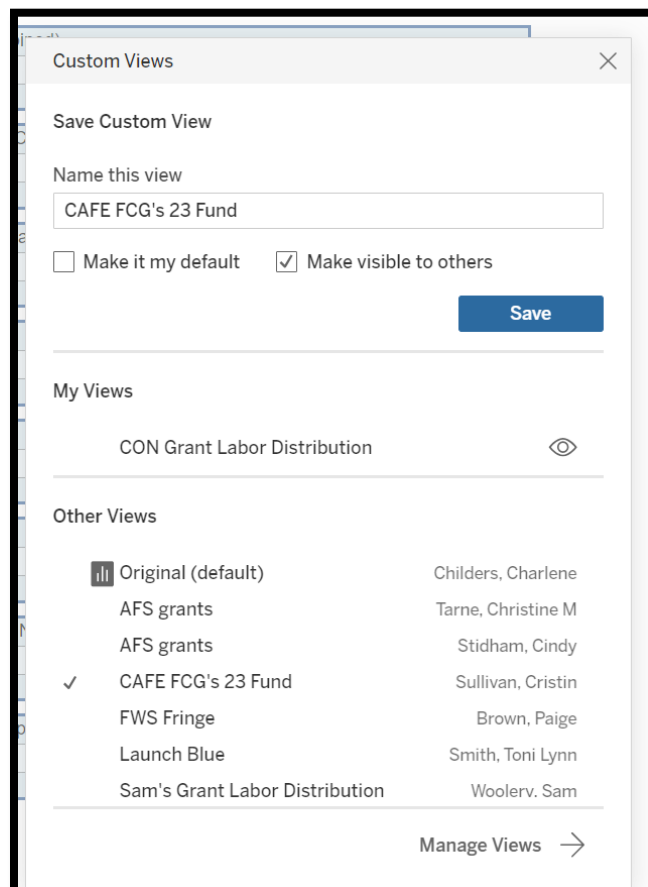 Custom Views
Save Custom View
Name this view
CAFE FCG's 23 Fund
Make it my default Make visible to others
Save
My Views
CON Grant Labor Distribution
Other Views
Original (default) Childers, Charlene
AFS grants Tarne, Christine M
AFS grants Stidham, Cindy
CAFE FCG's 23 Fund Sullivan, Cristin
FWS Fringe Brown, Paige
Launch Blue Smith, Toni Lynn
Sam's Grant Labor Distribution Woolery, Sam
Manage Views